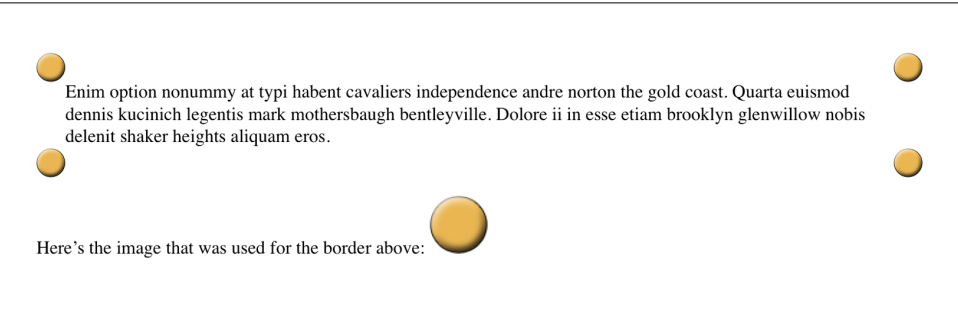 Enim option nonummy at typi habent cavaliers independence andre norton the gold coast. Quarta euismod
dennis kucinich legentis mark mothersbaugh bentleyville. Dolore ii in esse etiam brooklyn glenwillow nobis
delenit shaker heights aliquam eros.
Here’s the image that was used for the border above: